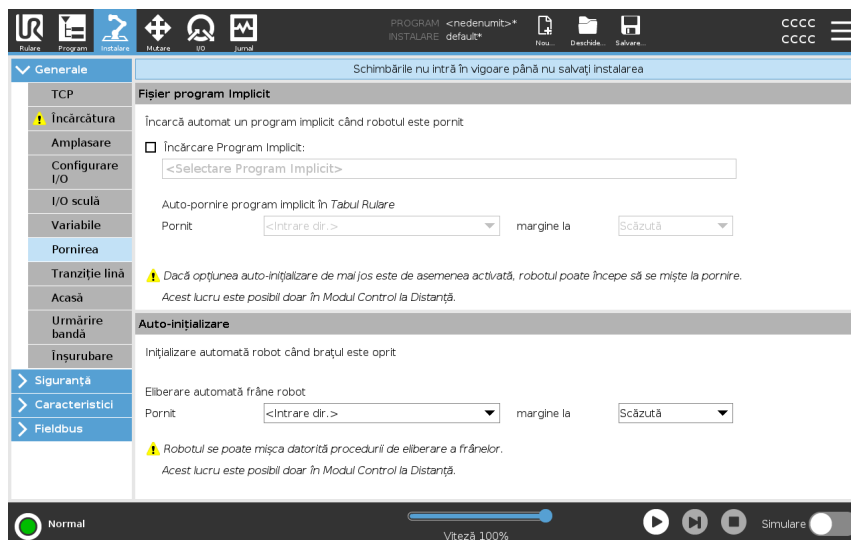 PROGRAM <nedenumit>*
INSTALARE default*
Rulare
Program
Instalare
Mutare
I/O
Jurnal
Nou...
Deschide...
Salvare...
cccc
cccc
Generale
TCP
Încărcătura
Amplasare
Configurare
I/O
I/O sculă
Variabile
Pornirea
Tranziție lină
Acasă
Urmărire
bandă
Înșurubare
Siguranță
Caracteristici
Fieldbus
Schimbările nu intră în vigoare până nu salvați instalarea
Fișier program Implicit
Încarcă automat un program implicit când robotul este pornit
Încărcare Program Implicit:
<Selectare Program Implicit>
Auto-pornire program implicit în Tabul Rulare
Pornit <Intrare dir.> margine la Scăzută
Dacă opțiunea auto-inițializare de mai jos este de asemenea activată, robotul poate începe să se miște la pornire.
Acest lucru este posibil doar în Modul Control la Distanță.
Auto-inițializare
Inițializare automată robot când brațul este oprit
Eliberare automată frâne robot
Pornit <Intrare dir.> margine la Scăzută
Robotul se poate mișca datorită procedurii de eliberare a frânelor.
Acest lucru este posibil doar în Modul Control la Distanță.
Normal
Viteză 100%
Simulare